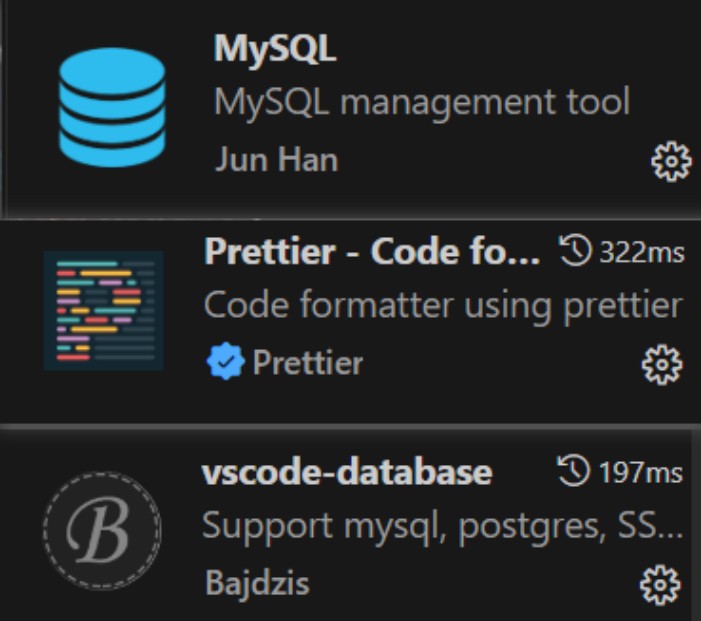 MySQL
MySQL management tool
Jun Han
Prettier - Code fo... 322ms
Code formatter using prettier
Prettier
B
vscode-database 197ms
Support mysql, postgres, SS...
Bajdzis